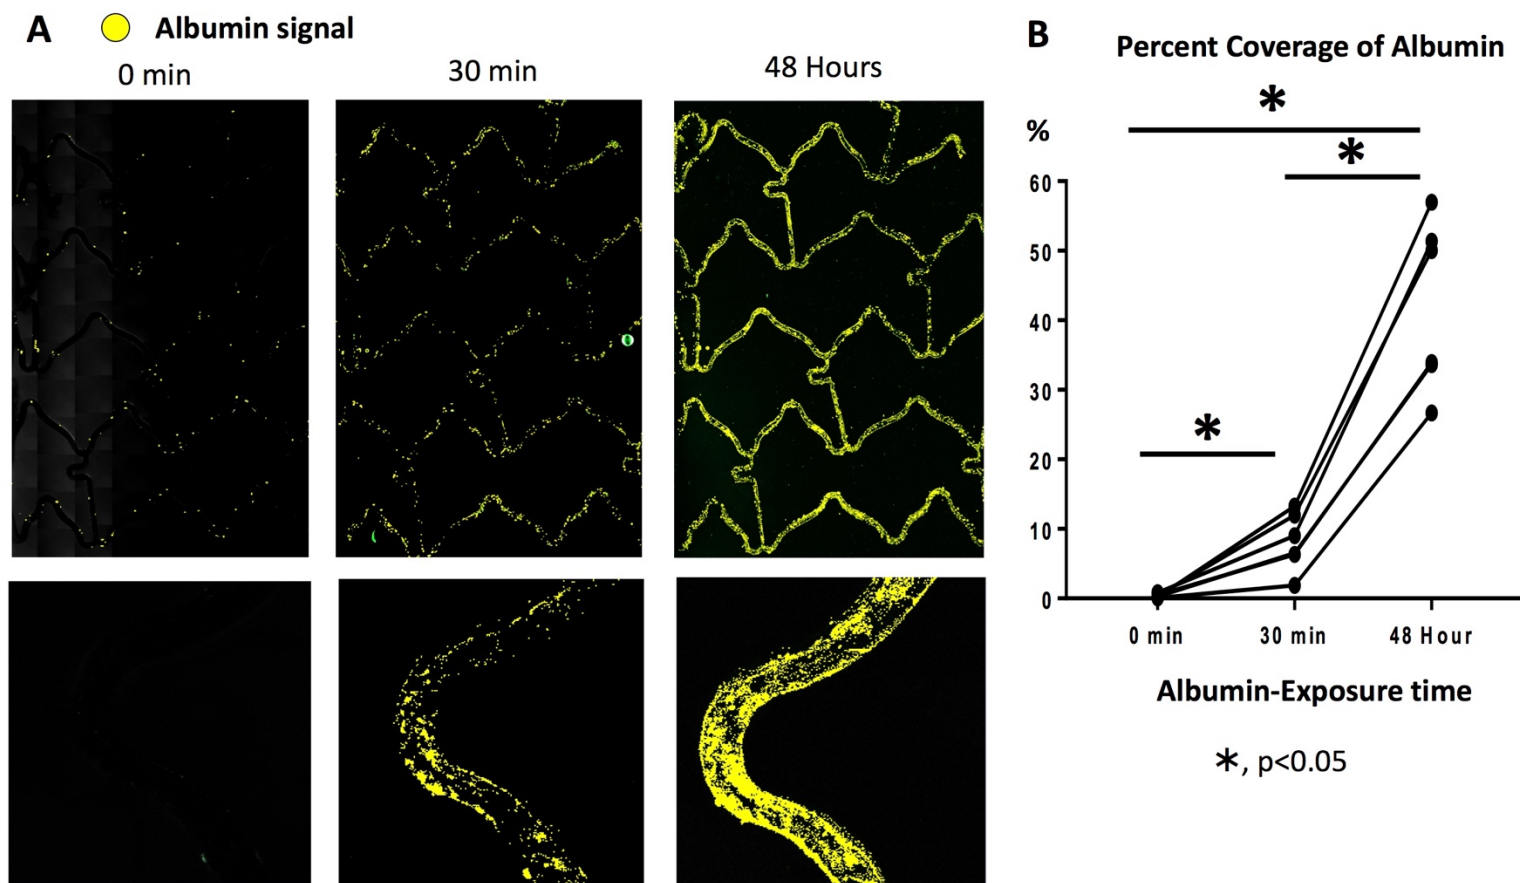 A
Albumin signal
0 min
30 min
48 Hours
B
Percent Coverage of Albumin
*
%
*
60
50
40
30
20
*
10
0
0 min
30 min
48 Hour
Albumin-Exposure time
*, p<0.05